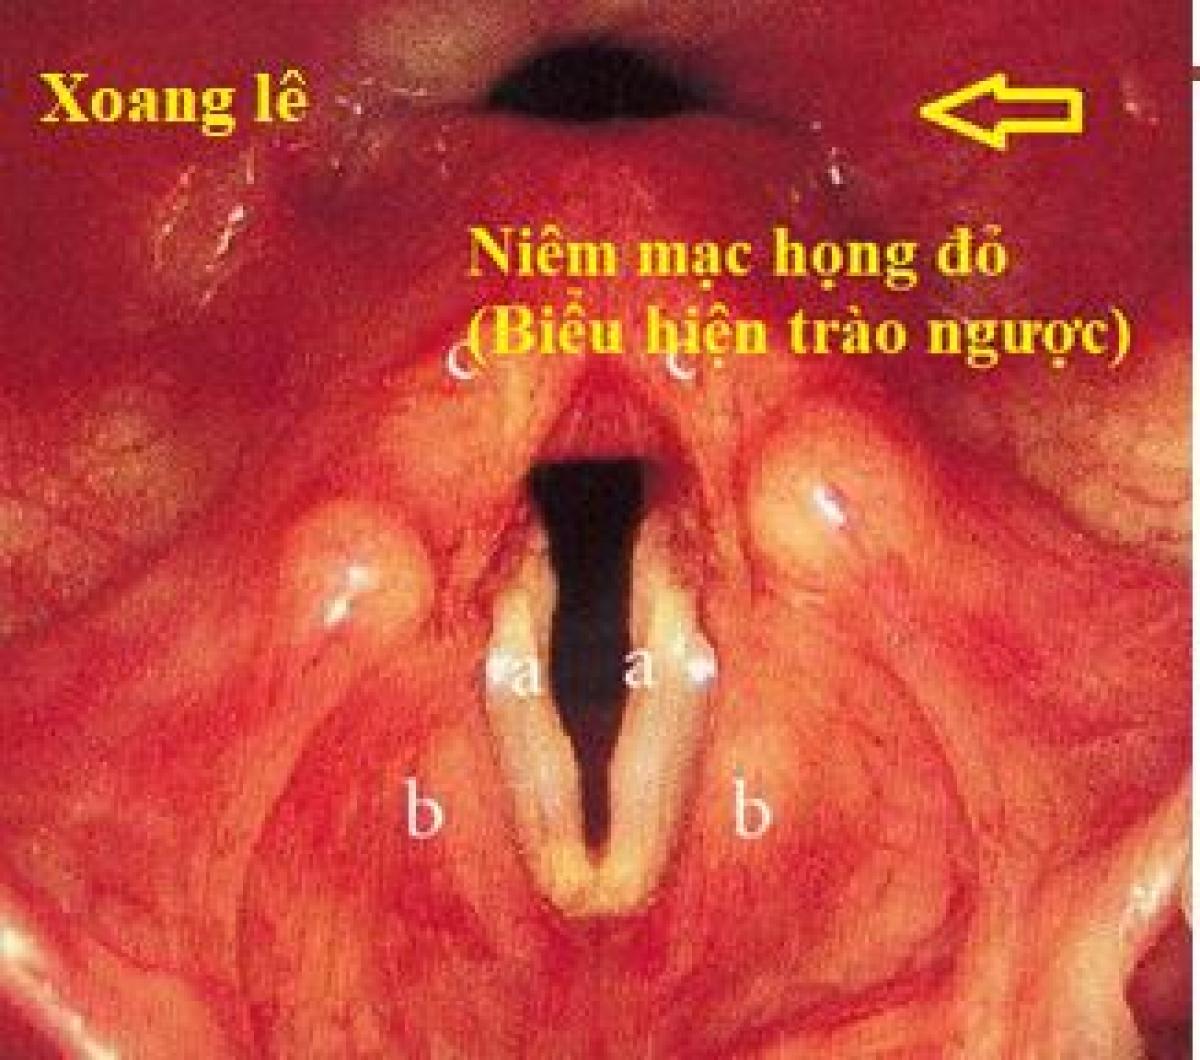 Xoang lê
Niêm mạc họng đỏ
(Biểu hiện trào ngược)
c c
a a
b b